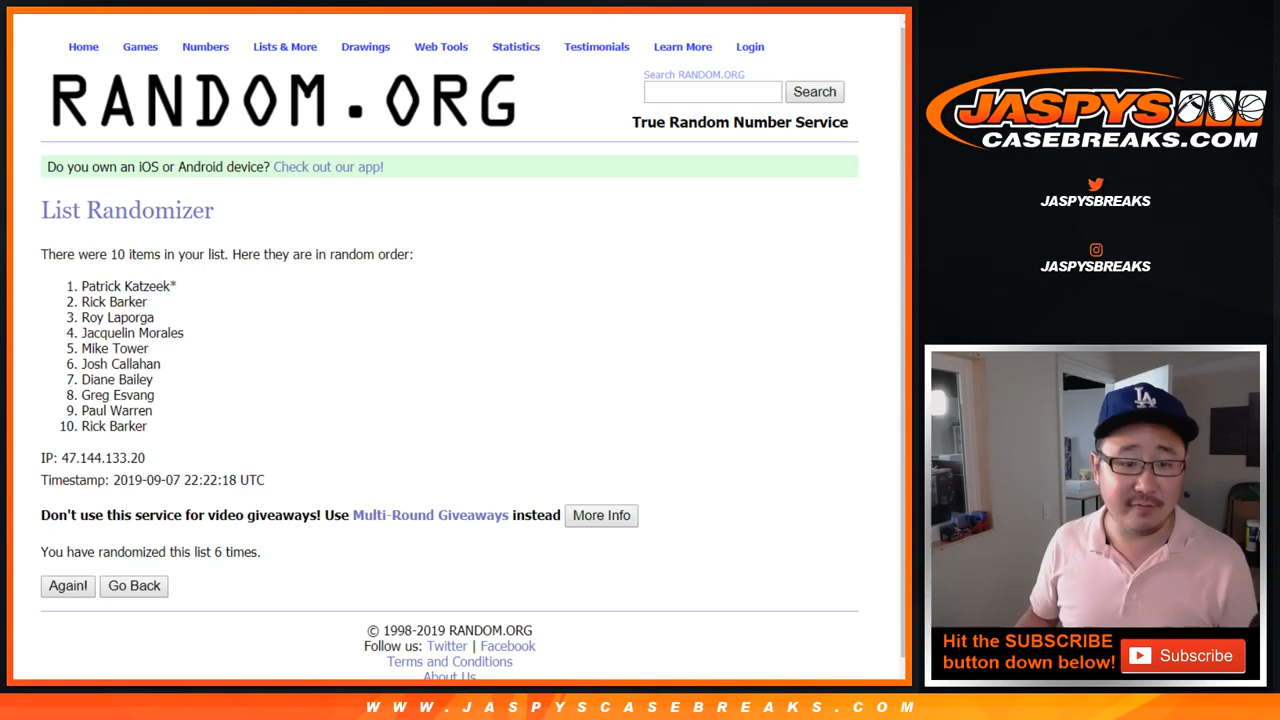 Home Games Numbers Lists & More Drawings Web Tools Statistics Testimonials Learn More Login
RANDOM.ORG
Search RANDOM.ORG
Search
True Random Number Service
Do you own an iOS or Android device? Check out our app!
List Randomizer
There were 10 items in your list. Here they are in random order:
1. Patrick Katzeek*
2. Rick Barker
3. Roy Laporga
4. Jacquelin Morales
5. Mike Tower
6. Josh Callahan
7. Diane Bailey
8. Greg Esvang
9. Paul Warren
10. Rick Barker
IP: 47.144.133.20
Timestamp: 2019-09-07 22:22:18 UTC
Don't use this service for video giveaways! Use Multi-Round Giveaways instead More Info
You have randomized this list 6 times.
Again! Go Back
© 1998-2019 RANDOM.ORG
Follow us: Twitter | Facebook
Terms and Conditions
About Us
JASPYS
CASEBREAKS.COM
JASPYSBREAKS
JASPYSBREAKS
LA
Hit the SUBSCRIBE
button down below!
Subscribe
WWW.JASPYSCASEBREAKS.COM